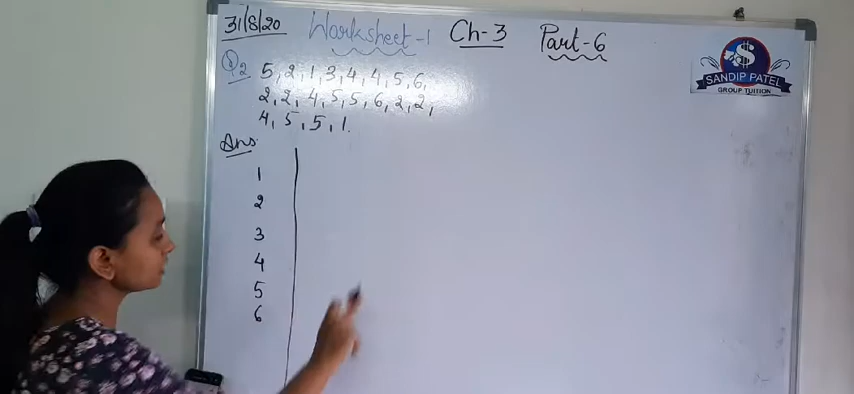 31/8/20 Worksheet-1 Ch-3 Part-6
Q2 5, 2, 1, 3, 4, 4, 5, 6,
2, 2, 4, 5, 5, 6, 2, 2,
4, 5, 5, 1.
Ans
1
2
3
4
5
6
SANDIP PATEL
GROUP TUITION